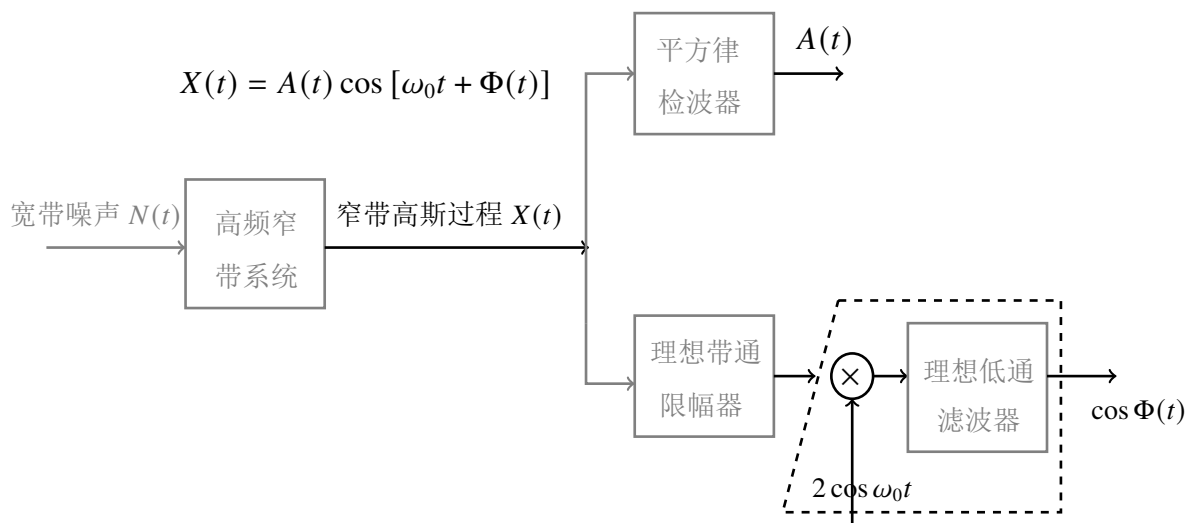 平方律
检波器
A(t)
X(t) = A(t) cos [ω₀t + Φ(t)]
宽带噪声 N(t)
高频窄
带系统
窄带高斯过程 X(t)
理想带通
限幅器
×
理想低通
滤波器
cos Φ(t)
2 cos ω₀t